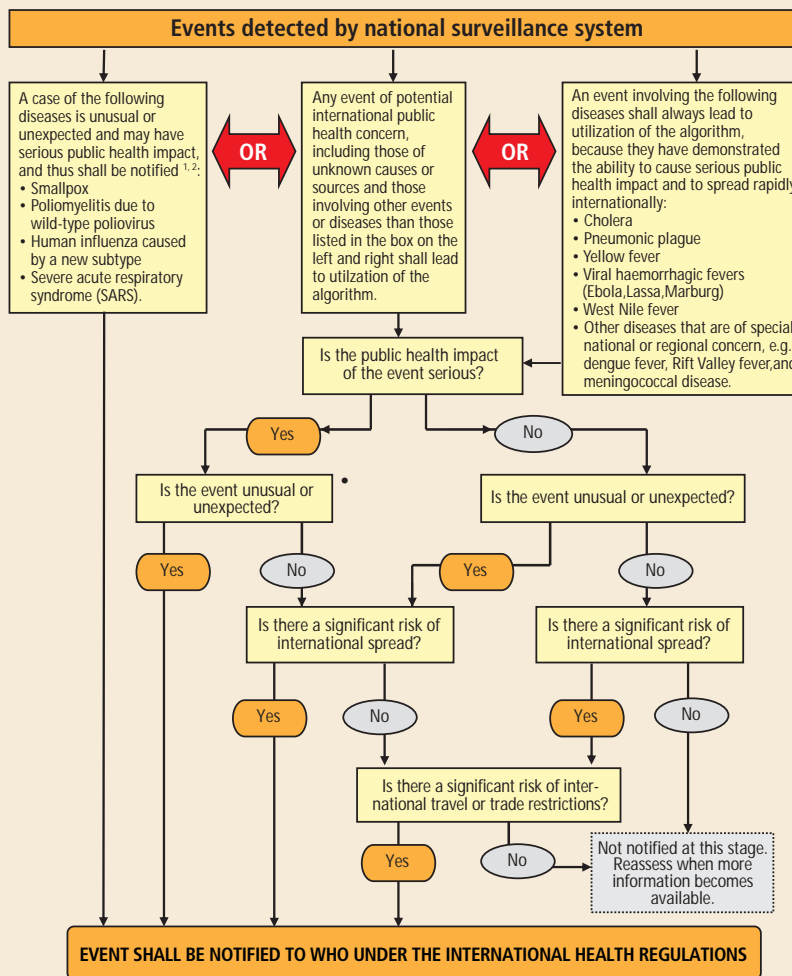 Events detected by national surveillance system
A case of the following
diseases is unusual or
unexpected and may have
serious public health impact,
and thus shall be notified 1, 2:
• Smallpox
• Poliomyelitis due to
wild-type poliovirus
• Human influenza caused
by a new subtype
• Severe acute respiratory
syndrome (SARS).
OR
Any event of potential
international public
health concern,
including those of
unknown causes or
sources and those
involving other events
or diseases than those
listed in the box on the
left and right shall lead
to utilzation of the
algorithm.
OR
An event involving the following
diseases shall always lead to
utilization of the algorithm,
because they have demonstrated
the ability to cause serious public
health impact and to spread rapidly
internationally:
• Cholera
• Pneumonic plague
• Yellow fever
• Viral haemorrhagic fevers
(Ebola,Lassa,Marburg)
• West Nile fever
• Other diseases that are of special
national or regional concern, e.g.
dengue fever, Rift Valley fever,and
meningococcal disease.
Is the public health impact
of the event serious?
Yes
No
Is the event unusual or
unexpected?
•
Is the event unusual or unexpected?
Yes
No
Yes
No
Is there a significant risk of
international spread?
Is there a significant risk of
international spread?
Yes
No
Yes
No
Is there a significant risk of inter-
national travel or trade restrictions?
Yes
No
Not notified at this stage.
Reassess when more
information becomes
available.
EVENT SHALL BE NOTIFIED TO WHO UNDER THE INTERNATIONAL HEALTH REGULATIONS